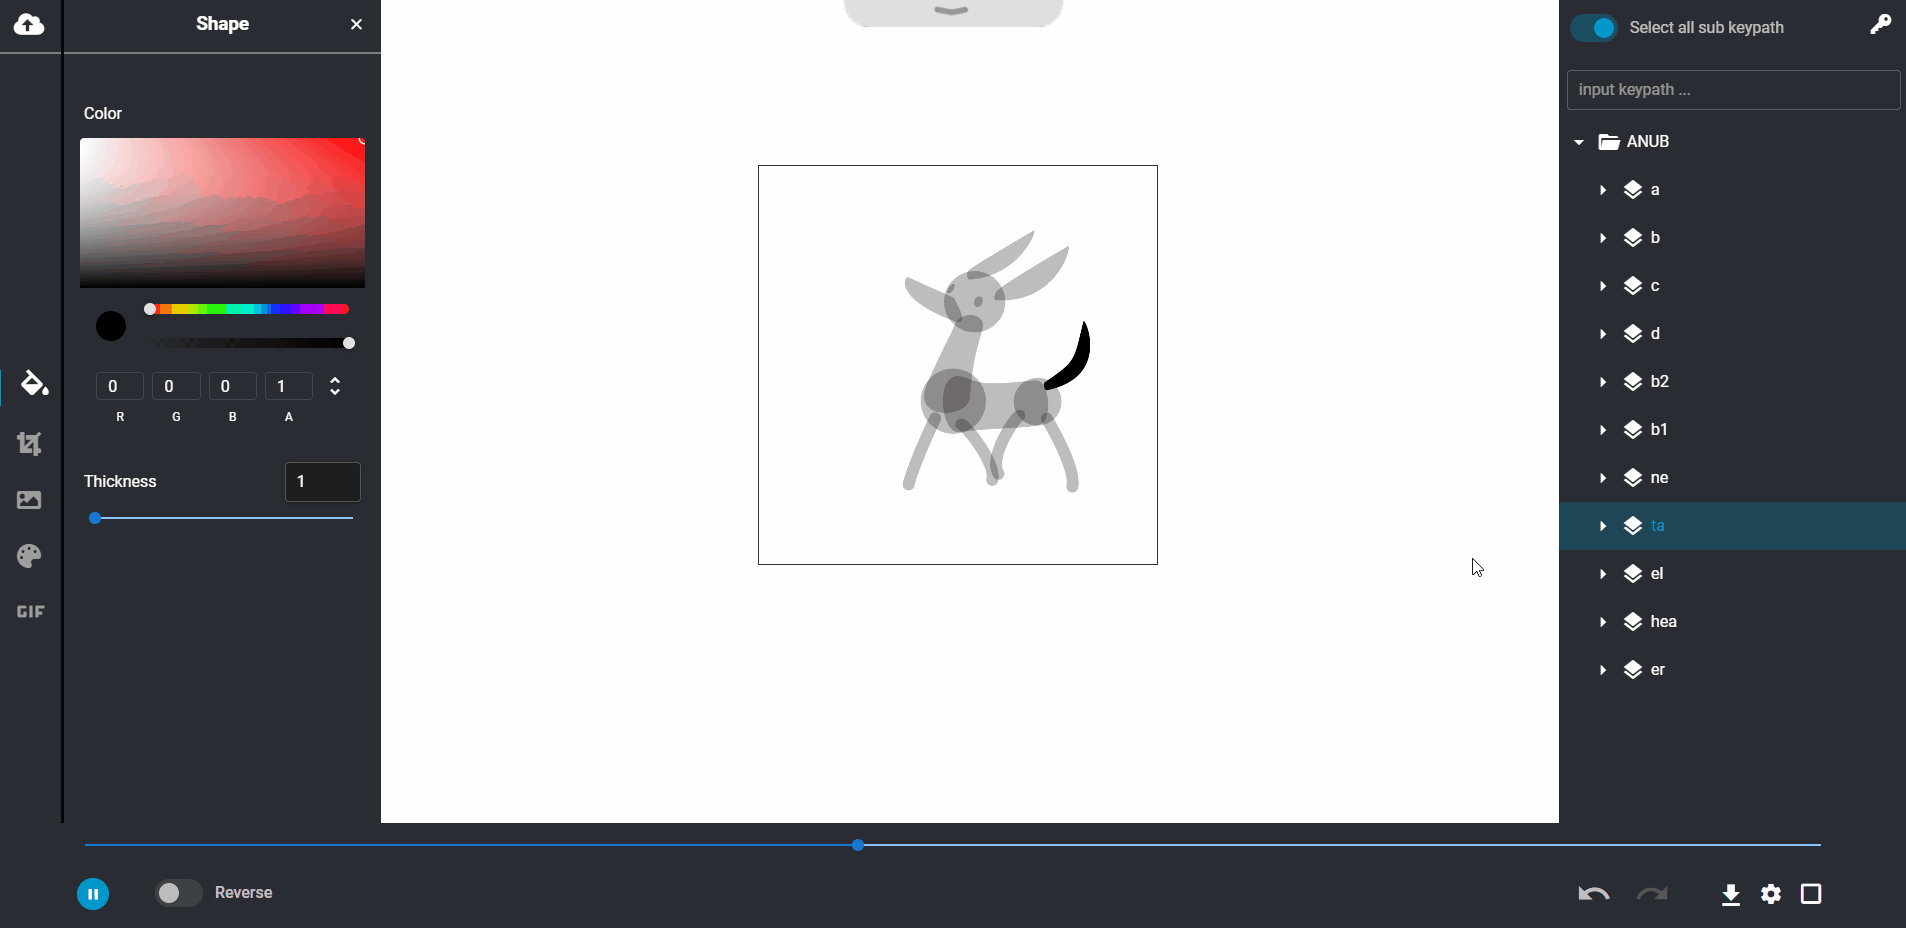 Shape
Color
0 0 0 1
R G B A
Thickness 1
GIF
Select all sub keypath
input keypath ...
ANUB
a
b
c
d
b2
b1
ne
ta
el
hea
er
Reverse